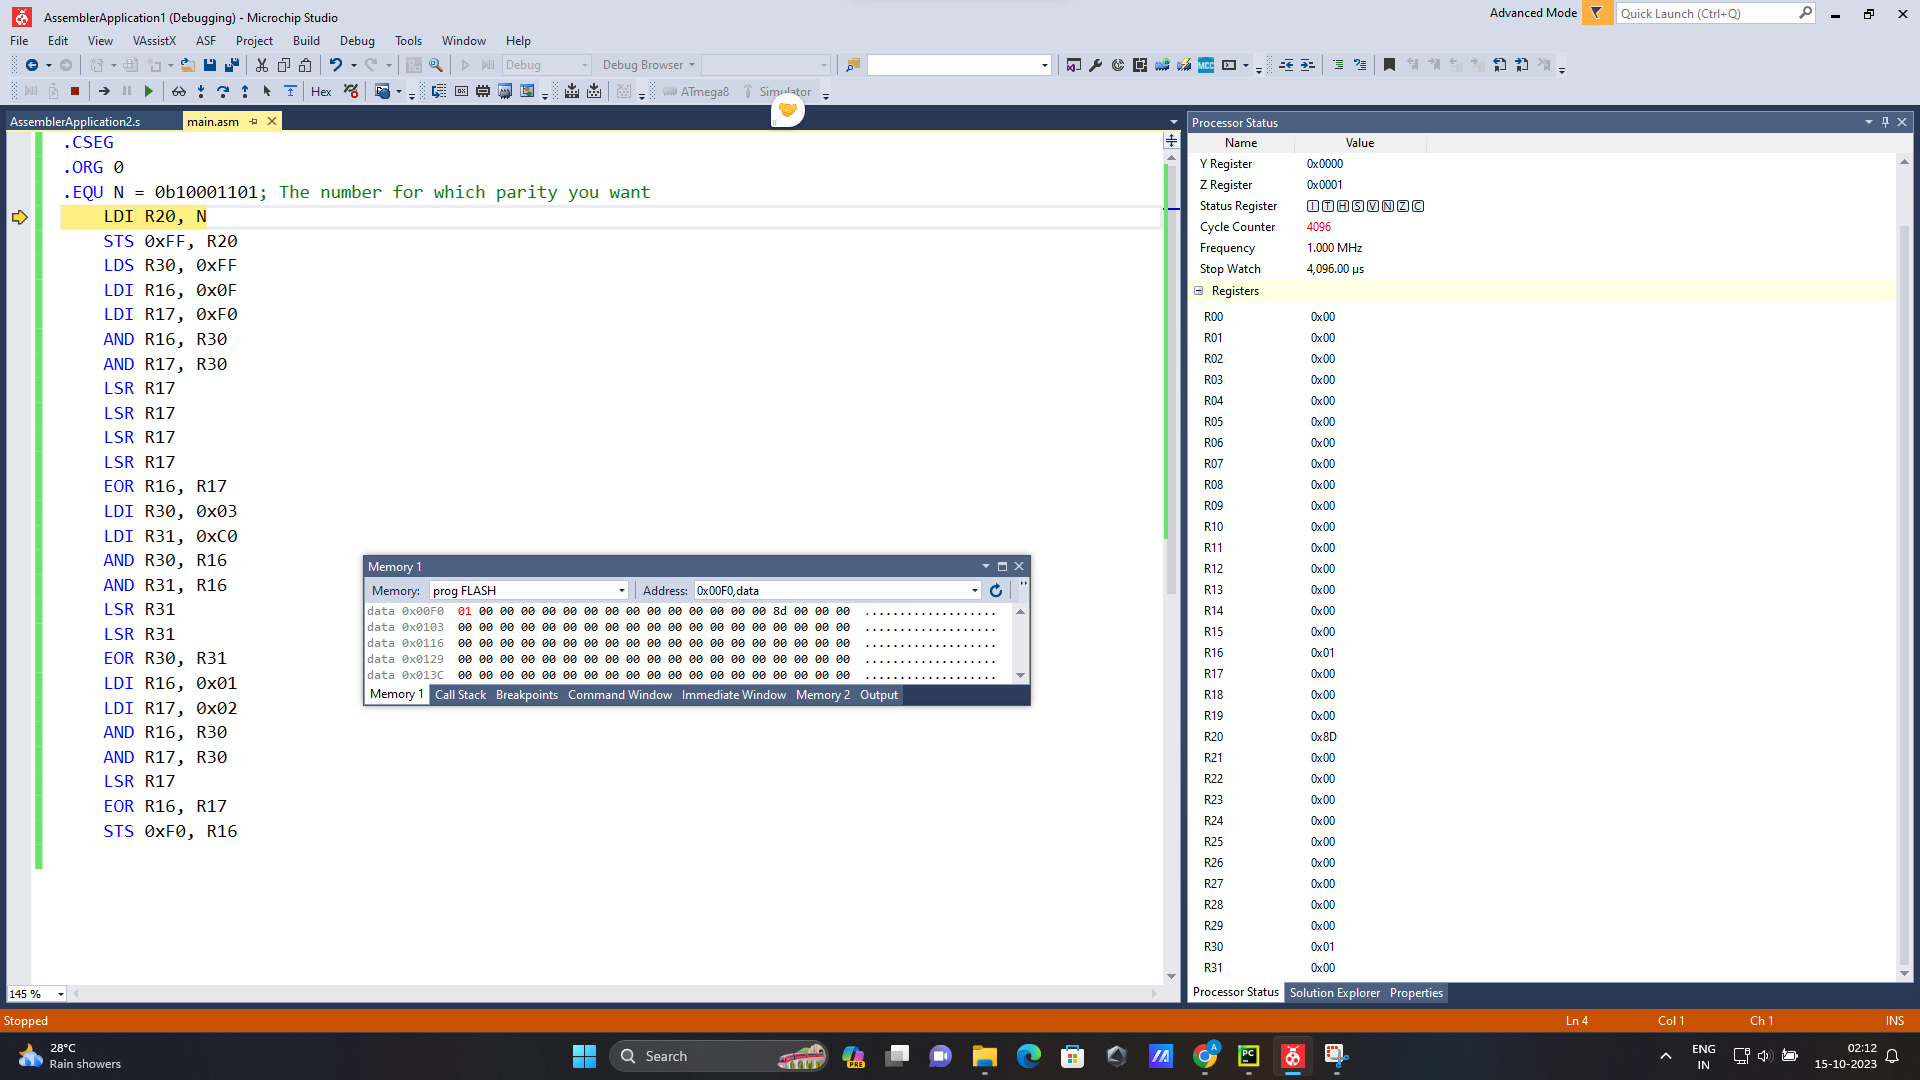 AssemblerApplication1 (Debugging) - Microchip Studio
Advanced Mode
Quick Launch (Ctrl+Q)
File Edit View VAssistX ASF Project Build Debug Tools Window Help
Debug
Debug Browser
Hex
ATmega8
Simulator
AssemblerApplication2.s
main.asm
.CSEG
.ORG 0
.EQU N = 0b10001101; The number for which parity you want
LDI R20, N
STS 0xFF, R20
LDS R30, 0xFF
LDI R16, 0x0F
LDI R17, 0xF0
AND R16, R30
AND R17, R30
LSR R17
LSR R17
LSR R17
LSR R17
EOR R16, R17
LDI R30, 0x03
LDI R31, 0xC0
AND R30, R16
AND R31, R16
LSR R31
LSR R31
EOR R30, R31
LDI R16, 0x01
LDI R17, 0x02
AND R16, R30
AND R17, R30
LSR R17
EOR R16, R17
STS 0xF0, R16
Memory 1
Memory: prog FLASH Address: 0x00F0,data
data 0x00F0 01 00 00 00 00 00 00 00 00 00 00 00 00 00 00 8d 00 00 00 ...................
data 0x0103 00 00 00 00 00 00 00 00 00 00 00 00 00 00 00 00 00 00 00 ...................
data 0x0116 00 00 00 00 00 00 00 00 00 00 00 00 00 00 00 00 00 00 00 ...................
data 0x0129 00 00 00 00 00 00 00 00 00 00 00 00 00 00 00 00 00 00 00 ...................
data 0x013C 00 00 00 00 00 00 00 00 00 00 00 00 00 00 00 00 00 00 00 ...................
Memory 1 Call Stack Breakpoints Command Window Immediate Window Memory 2 Output
145 %
Processor Status
Name Value
Y Register 0x0000
Z Register 0x0001
Status Register I T H S V N Z C
Cycle Counter 4096
Frequency 1.000 MHz
Stop Watch 4,096.00 µs
Registers
R00 0x00
R01 0x00
R02 0x00
R03 0x00
R04 0x00
R05 0x00
R06 0x00
R07 0x00
R08 0x00
R09 0x00
R10 0x00
R11 0x00
R12 0x00
R13 0x00
R14 0x00
R15 0x00
R16 0x01
R17 0x00
R18 0x00
R19 0x00
R20 0x8D
R21 0x00
R22 0x00
R23 0x00
R24 0x00
R25 0x00
R26 0x00
R27 0x00
R28 0x00
R29 0x00
R30 0x01
R31 0x00
Processor Status Solution Explorer Properties
Stopped
Ln 4 Col 1 Ch 1 INS
28°C
Rain showers
Search
PRE
ENG
IN
02:12
15-10-2023